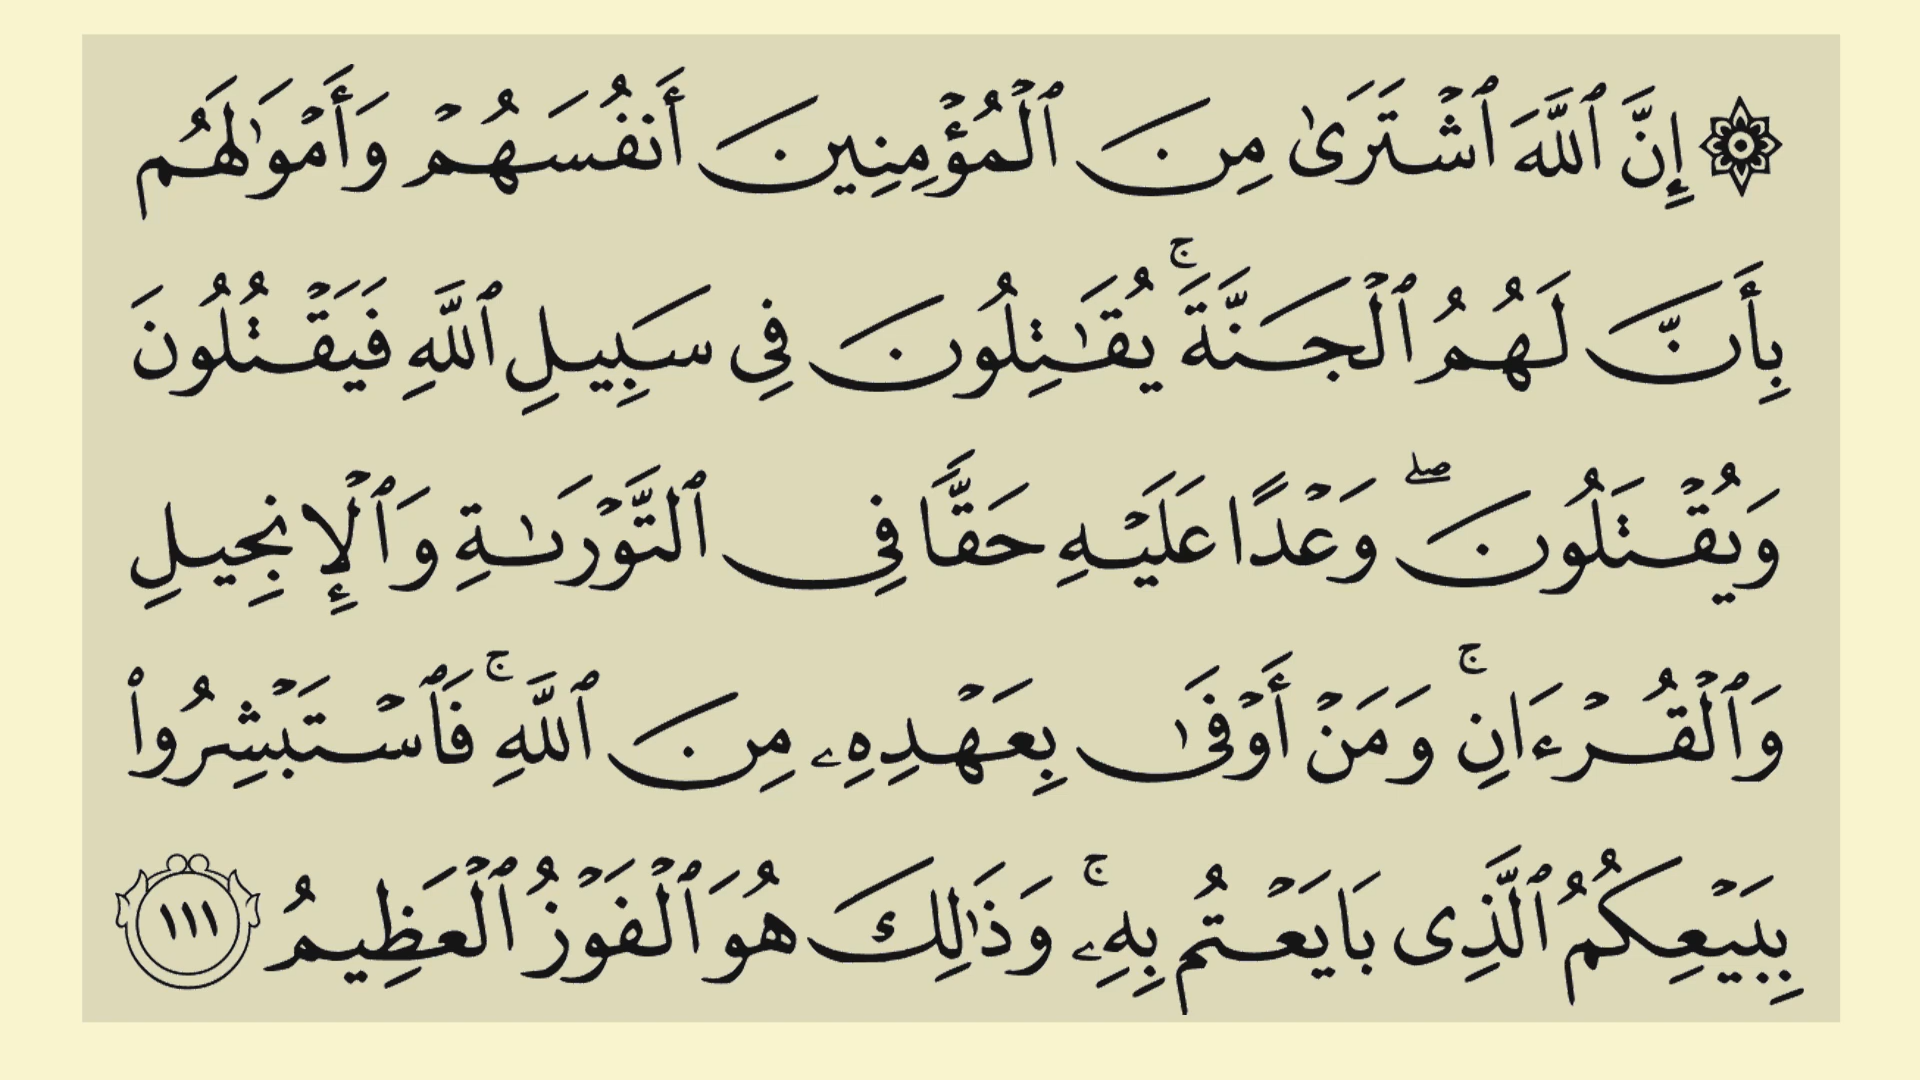 ۞ إِنَّ ٱللَّهَ ٱشْتَرَىٰ مِنَ ٱلْمُؤْمِنِينَ أَنفُسَهُمْ وَأَمْوَٰلَهُم
بِأَنَّ لَهُمُ ٱلْجَنَّةَ ۚ يُقَٰتِلُونَ فِى سَبِيلِ ٱللَّهِ فَيَقْتُلُونَ
وَيُقْتَلُونَ ۖ وَعْدًا عَلَيْهِ حَقًّا فِى ٱلتَّوْرَىٰةِ وَٱلْإِنجِيلِ
وَٱلْقُرْءَانِ ۚ وَمَنْ أَوْفَىٰ بِعَهْدِهِۦ مِنَ ٱللَّهِ ۚ فَٱسْتَبْشِرُوا۟
بِبَيْعِكُمُ ٱلَّذِى بَايَعْتُم بِهِۦ ۚ وَذَٰلِكَ هُوَ ٱلْفَوْزُ ٱلْعَظِيمُ ١١١